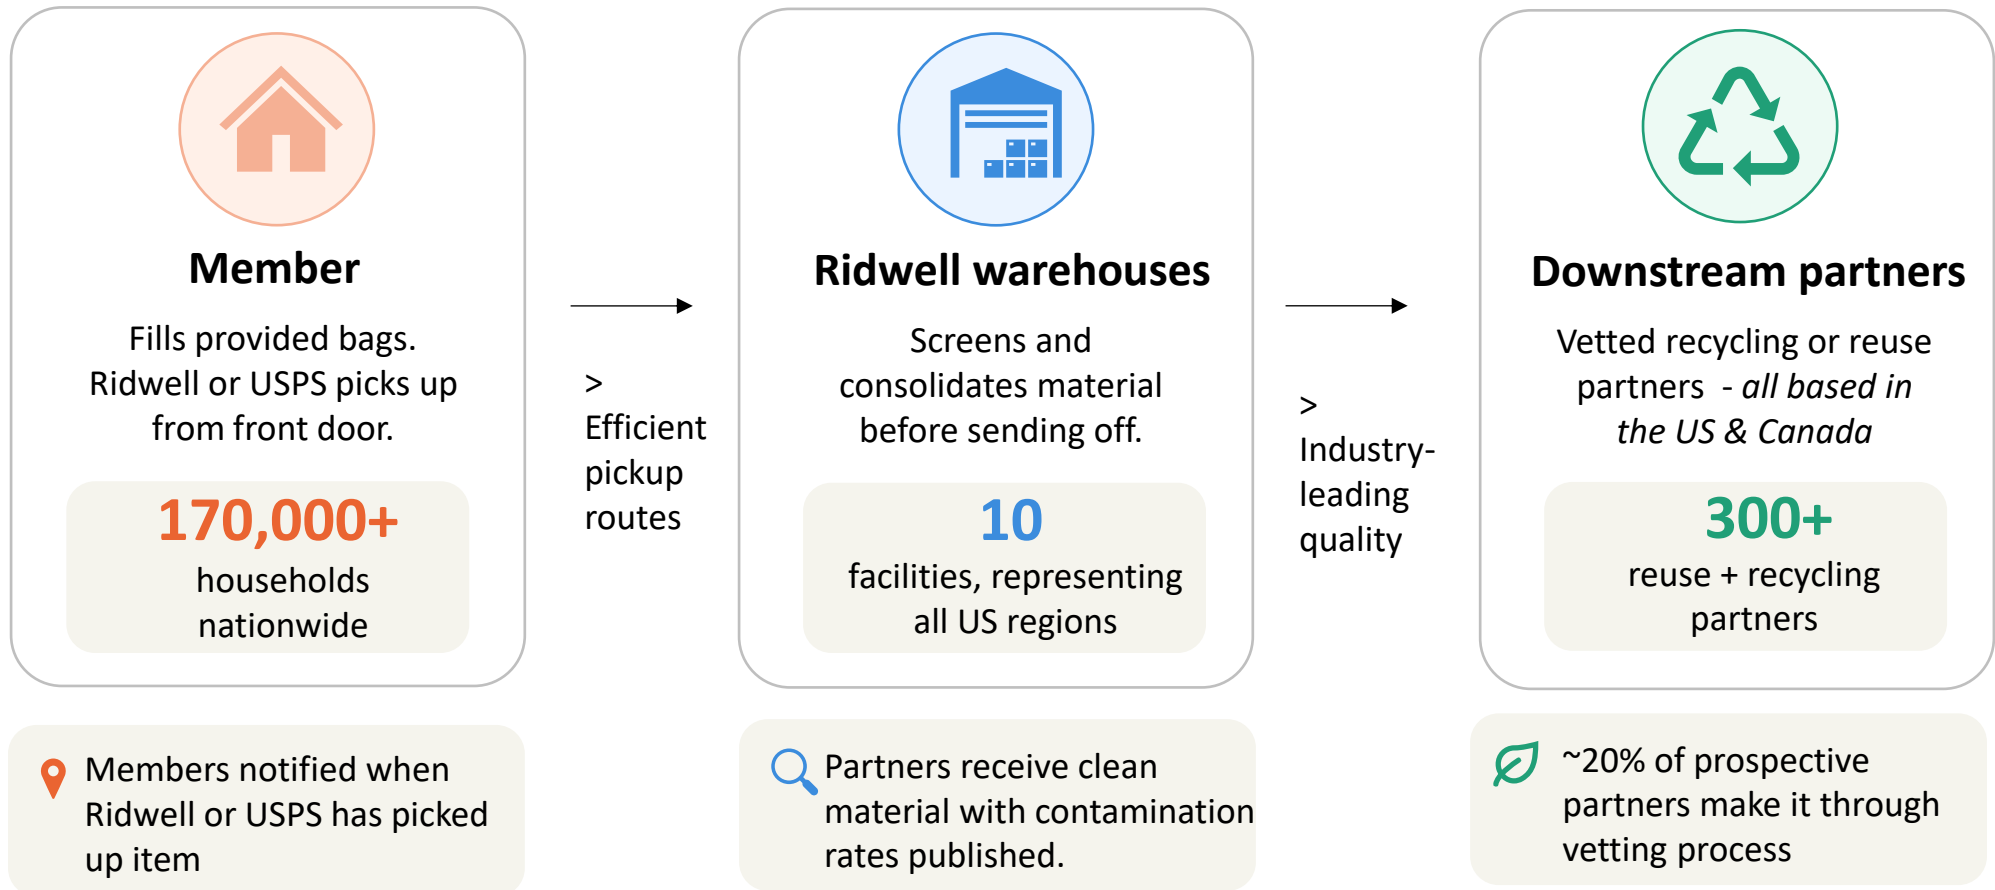 Member
Fills provided bags.
Ridwell or USPS picks up
from front door.
170,000+
households
nationwide
Members notified when
Ridwell or USPS has picked
up item
>
Efficient
pickup
routes
Ridwell warehouses
Screens and
consolidates material
before sending off.
10
facilities, representing
all US regions
Partners receive clean
material with contamination
rates published.
>
Industry-
leading
quality
Downstream partners
Vetted recycling or reuse
partners  - all based in
the US & Canada
300+
reuse + recycling
partners
~20% of prospective
partners make it through
vetting process